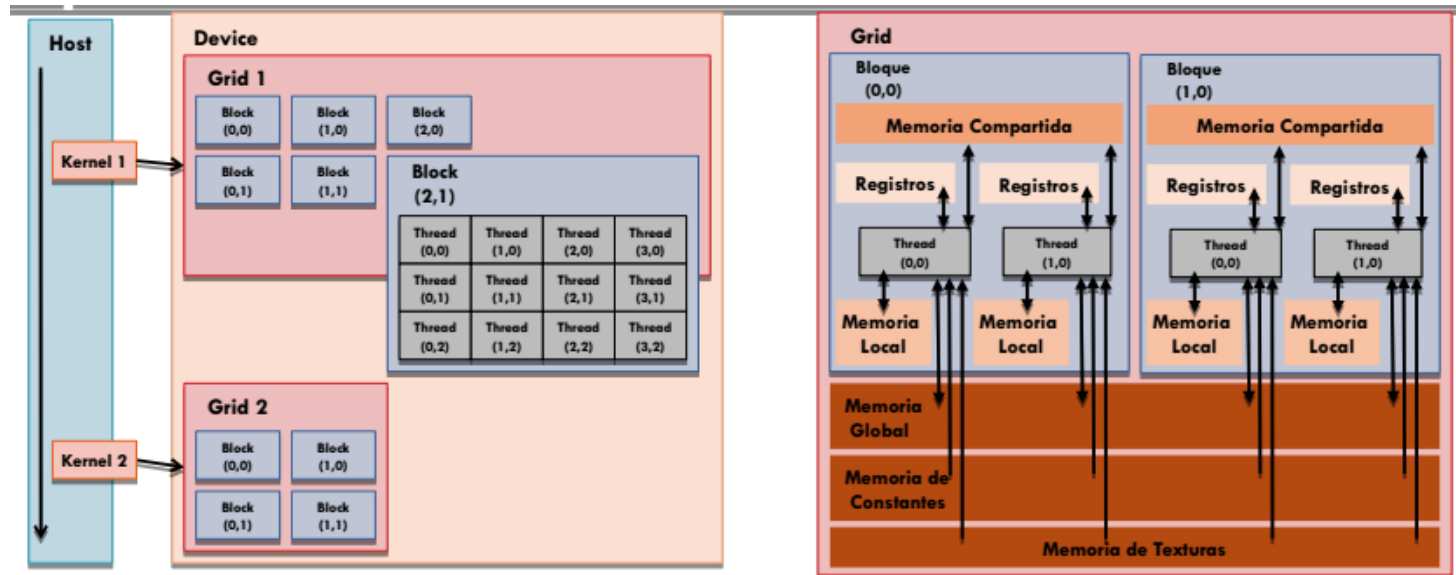 Host
Kernel 1
Kernel 2
Device
Grid 1
Block
(0,0)
Block
(1,0)
Block
(2,0)
Block
(0,1)
Block
(1,1)
Block
(2,1)
Thread
(0,0)
Thread
(1,0)
Thread
(2,0)
Thread
(3,0)
Thread
(0,1)
Thread
(1,1)
Thread
(2,1)
Thread
(3,1)
Thread
(0,2)
Thread
(1,2)
Thread
(2,2)
Thread
(3,2)
Grid 2
Block
(0,0)
Block
(1,0)
Block
(0,1)
Block
(1,1)
Grid
Bloque
(0,0)
Memoria Compartida
Registros
Registros
Thread
(0,0)
Thread
(1,0)
Memoria
Local
Memoria
Local
Bloque
(1,0)
Memoria Compartida
Registros
Registros
Thread
(0,0)
Thread
(1,0)
Memoria
Local
Memoria
Local
Memoria
Global
Memoria de
Constantes
Memoria de Texturas